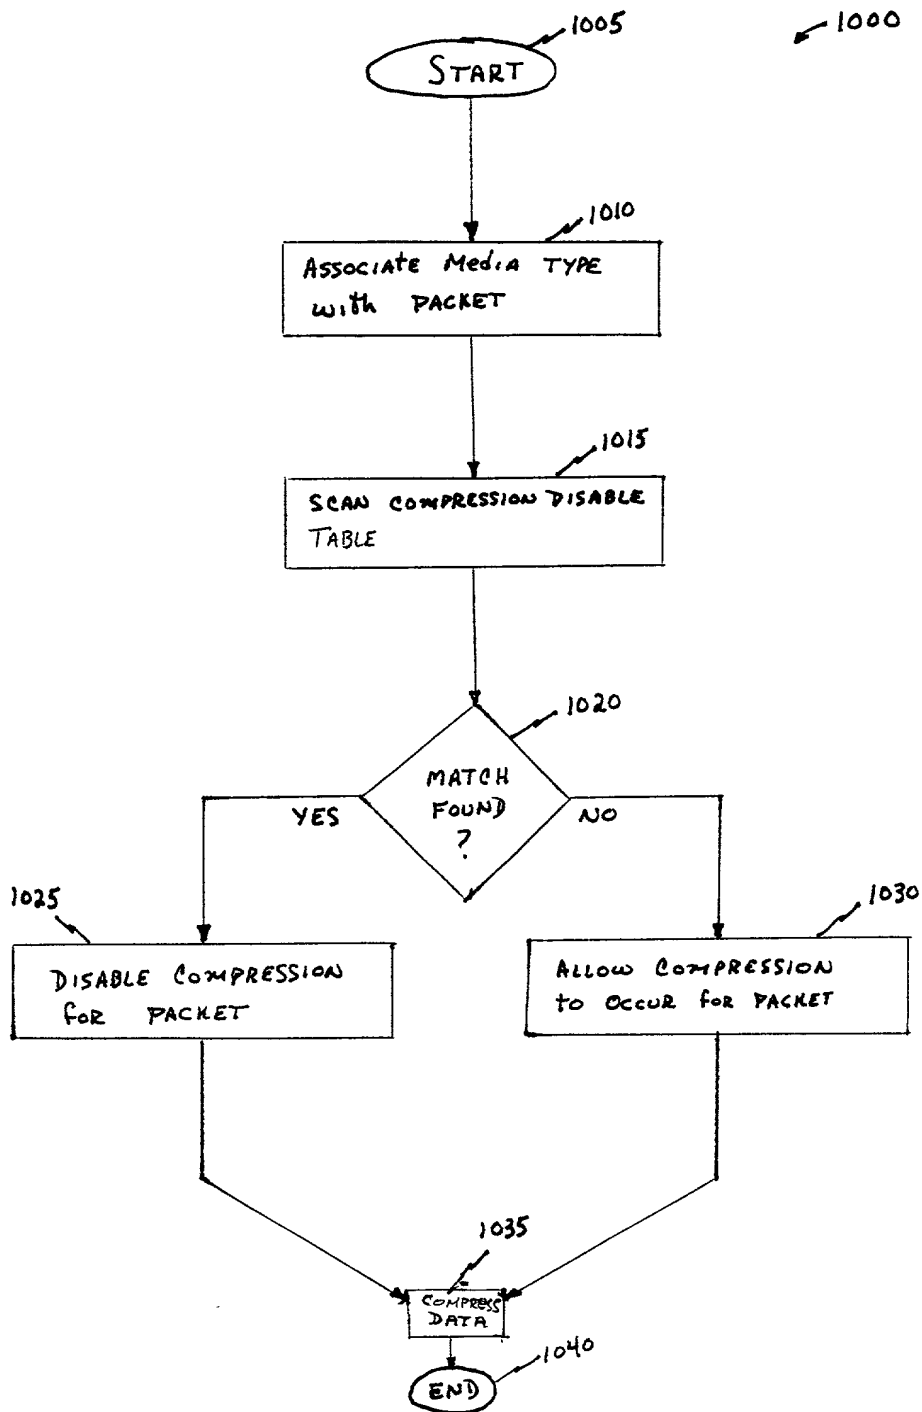 1005
1000
START
1010
Associate Media TYPE
with PACKET
1015
SCAN COMPRESSION DISABLE
TABLE
1020
MATCH
FOUND
?
YES
NO
1025
1030
DISABLE COMPRESSION
for PACKET
ALLOW COMPRESSION
to OCCUR for PACKET
1035
COMPRESS
DATA
1040
END